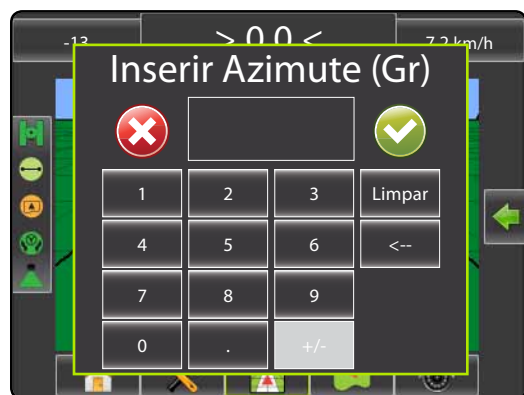 -13 > 0.0 < 7.2 km/h
Inserir Azimute (Gr)
1 2 3 Limpar
4 5 6 <--
7 8 9
0 . +/-